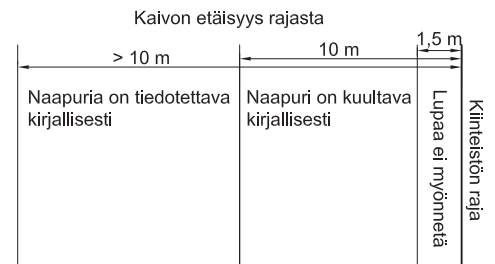 Kaivon etäisyys rajasta
1,5 m
10 m
> 10 m
Naapuria on tiedotettava
kirjallisesti
Naapuri on kuultava
kirjallisesti
Lupaa ei myönnetä
Kiinteistön raja